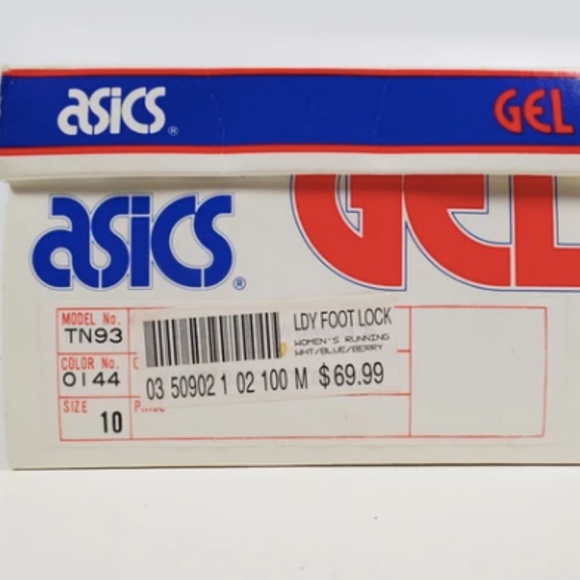 asics® GEL
asics® GEL
MODEL No.
TN93
COLOR No.
0144
SIZE
10
LDY FOOT LOCK
WOMEN'S RUNNING
WHT/BLUE/BERRY
03 50902 1 02 100 M $69.99